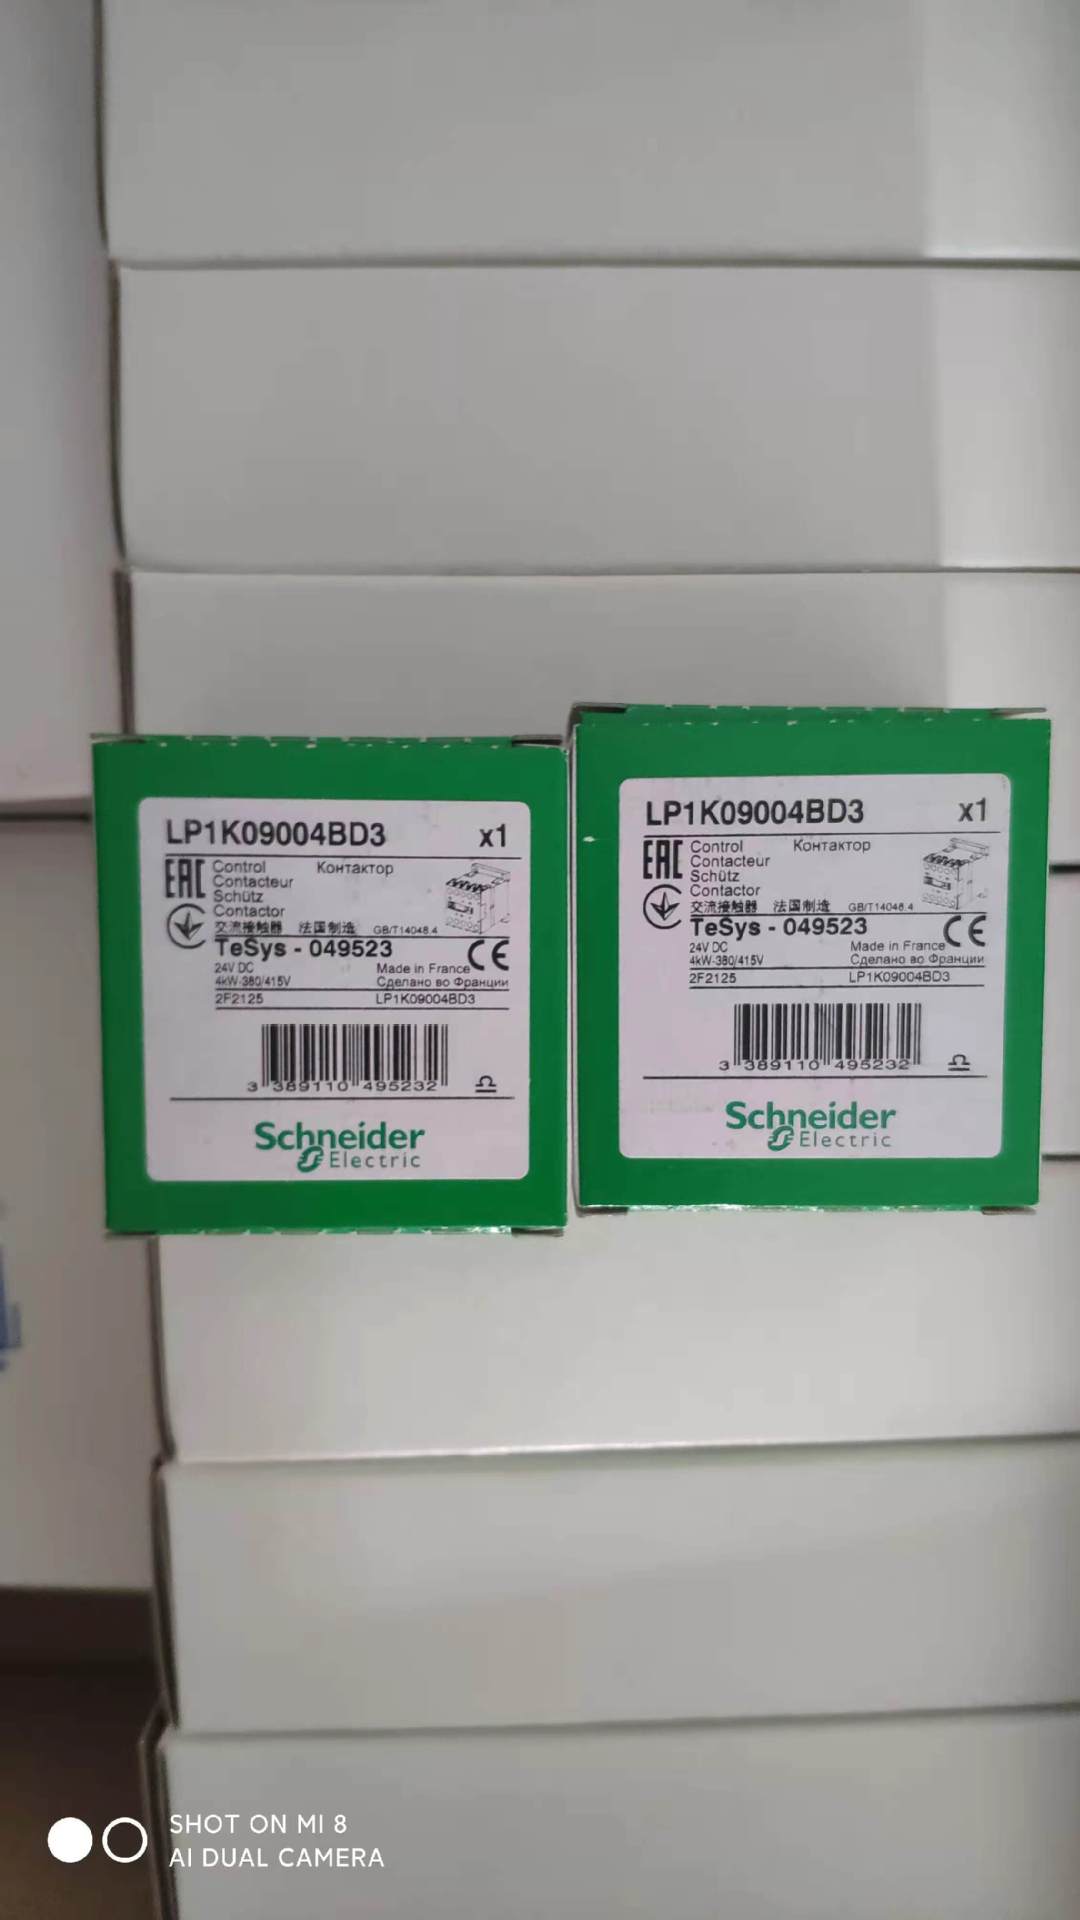 LP1K09004BD3 x1
EAC Control Контактор
Contacteur
Schütz
Contactor
交流接触器 法国制造 GB/T14048.4
TeSys - 049523 CE
24V DC Made in France
4kW-380/415V Сделано во Франции
2F2125 LP1K09004BD3
3 389110 495232
Schneider
Electric
LP1K09004BD3 x1
EAC Control Контактор
Contacteur
Schütz
Contactor
交流接触器 法国制造 GB/T14048.4
TeSys - 049523 CE
24V DC Made in France
4kW-380/415V Сделано во Франции
2F2125 LP1K09004BD3
3 389110 495232
Schneider
Electric
SHOT ON MI 8
AI DUAL CAMERA